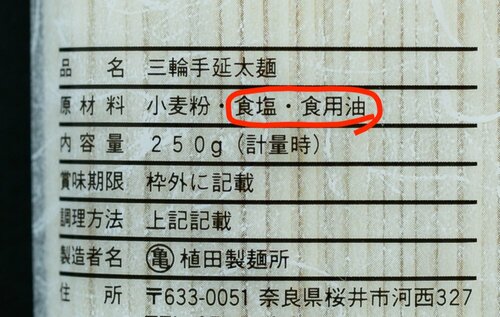 品 名 三輪手延太麺
原材料 小麦粉・食塩・食用油
内容量 250g（計量時）
賞味期限 枠外に記載
調理方法 上記記載
製造者名 ㊀植田製麺所
住 所 〒633-0051 奈良県桜井市河西327